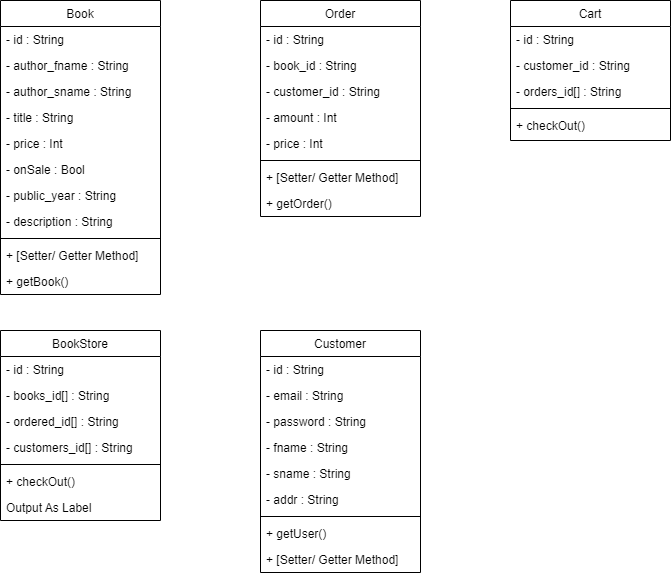 Book
- id : String
- author_fname : String
- author_sname : String
- title : String
- price : Int
- onSale : Bool
- public_year : String
- description : String
+ [Setter/ Getter Method]
+ getBook()
Order
- id : String
- book_id : String
- customer_id : String
- amount : Int
- price : Int
+ [Setter/ Getter Method]
+ getOrder()
Cart
- id : String
- customer_id : String
- orders_id[] : String
+ checkOut()
BookStore
- id : String
- books_id[] : String
- ordered_id[] : String
- customers_id[] : String
+ checkOut()
Output As Label
Customer
- id : String
- email : String
- password : String
- fname : String
- sname : String
- addr : String
+ getUser()
+ [Setter/ Getter Method]